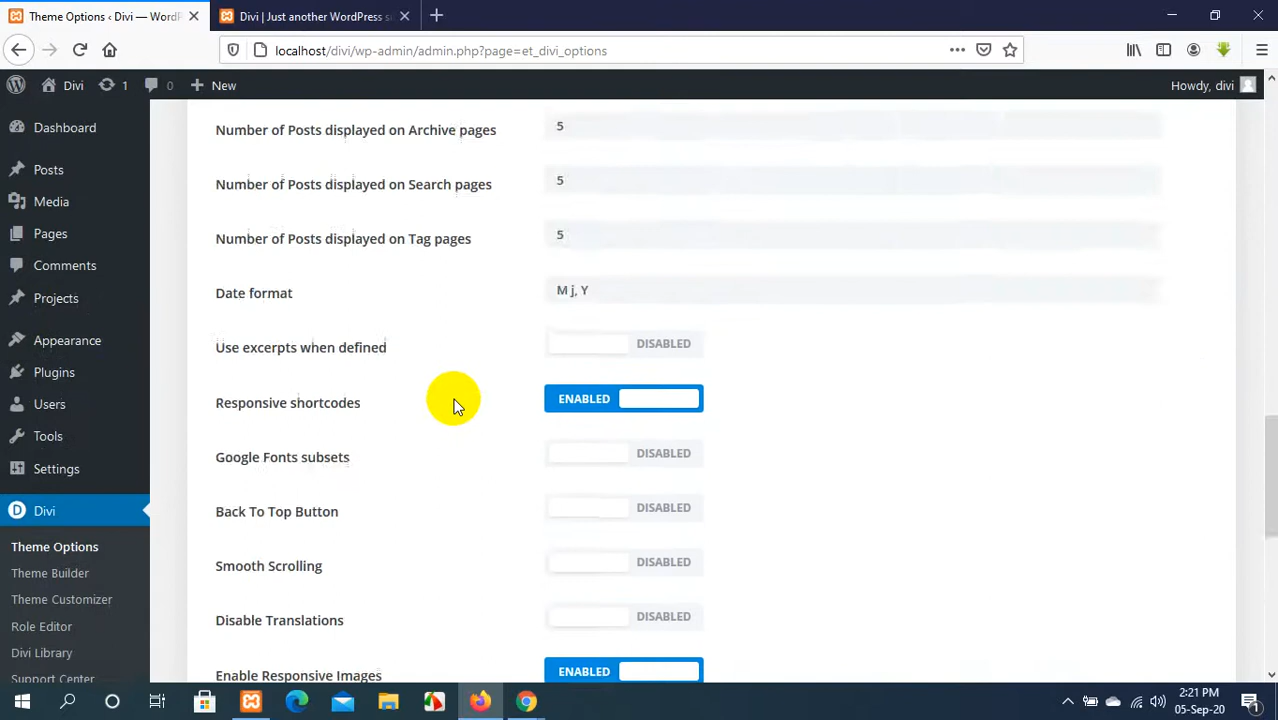 Theme Options ‹ Divi — WordP
Divi | Just another WordPress s
localhost/divi/wp-admin/admin.php?page=et_divi_options
Divi
1
0
New
Howdy, divi
Dashboard
Posts
Media
Pages
Comments
Projects
Appearance
Plugins
Users
Tools
Settings
Divi
Theme Options
Theme Builder
Theme Customizer
Role Editor
Divi Library
Support Center
Number of Posts displayed on Archive pages
5
Number of Posts displayed on Search pages
5
Number of Posts displayed on Tag pages
5
Date format
M j, Y
Use excerpts when defined
DISABLED
Responsive shortcodes
ENABLED
Google Fonts subsets
DISABLED
Back To Top Button
DISABLED
Smooth Scrolling
DISABLED
Disable Translations
DISABLED
Enable Responsive Images
ENABLED
2:21 PM
05-Sep-20
1